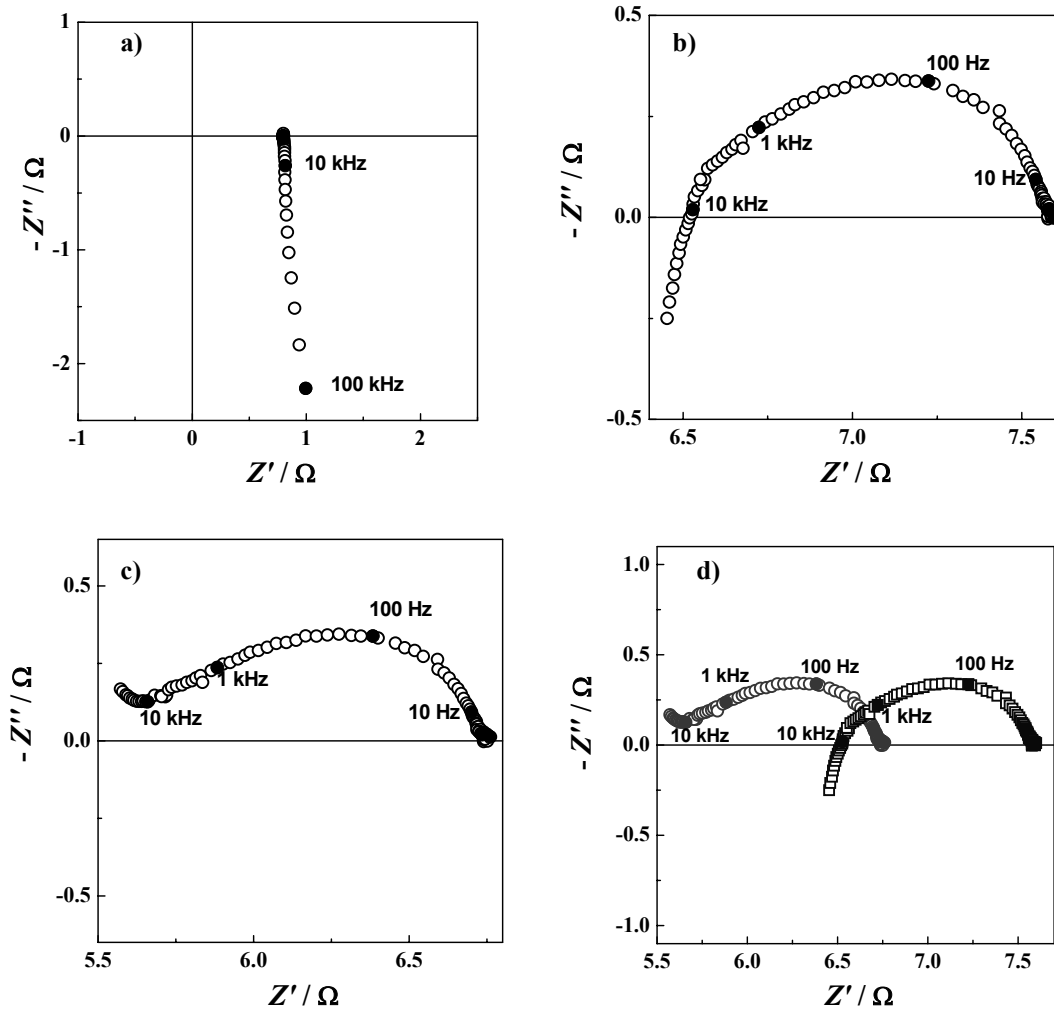 a)
1
0
-1
-2
-1
0
1
2
10 kHz
100 kHz
- Z'' / Ω
Z' / Ω
b)
0.5
0.0
-0.5
6.5
7.0
7.5
100 Hz
1 kHz
10 Hz
10 kHz
- Z'' / Ω
Z' / Ω
c)
0.5
0.0
-0.5
5.5
6.0
6.5
100 Hz
1 kHz
10 kHz
10 Hz
- Z'' / Ω
Z' / Ω
d)
1.0
0.5
0.0
-0.5
-1.0
5.5
6.0
6.5
7.0
7.5
1 kHz
100 Hz
100 Hz
10 kHz
10 kHz
1 kHz
- Z'' / Ω
Z' / Ω